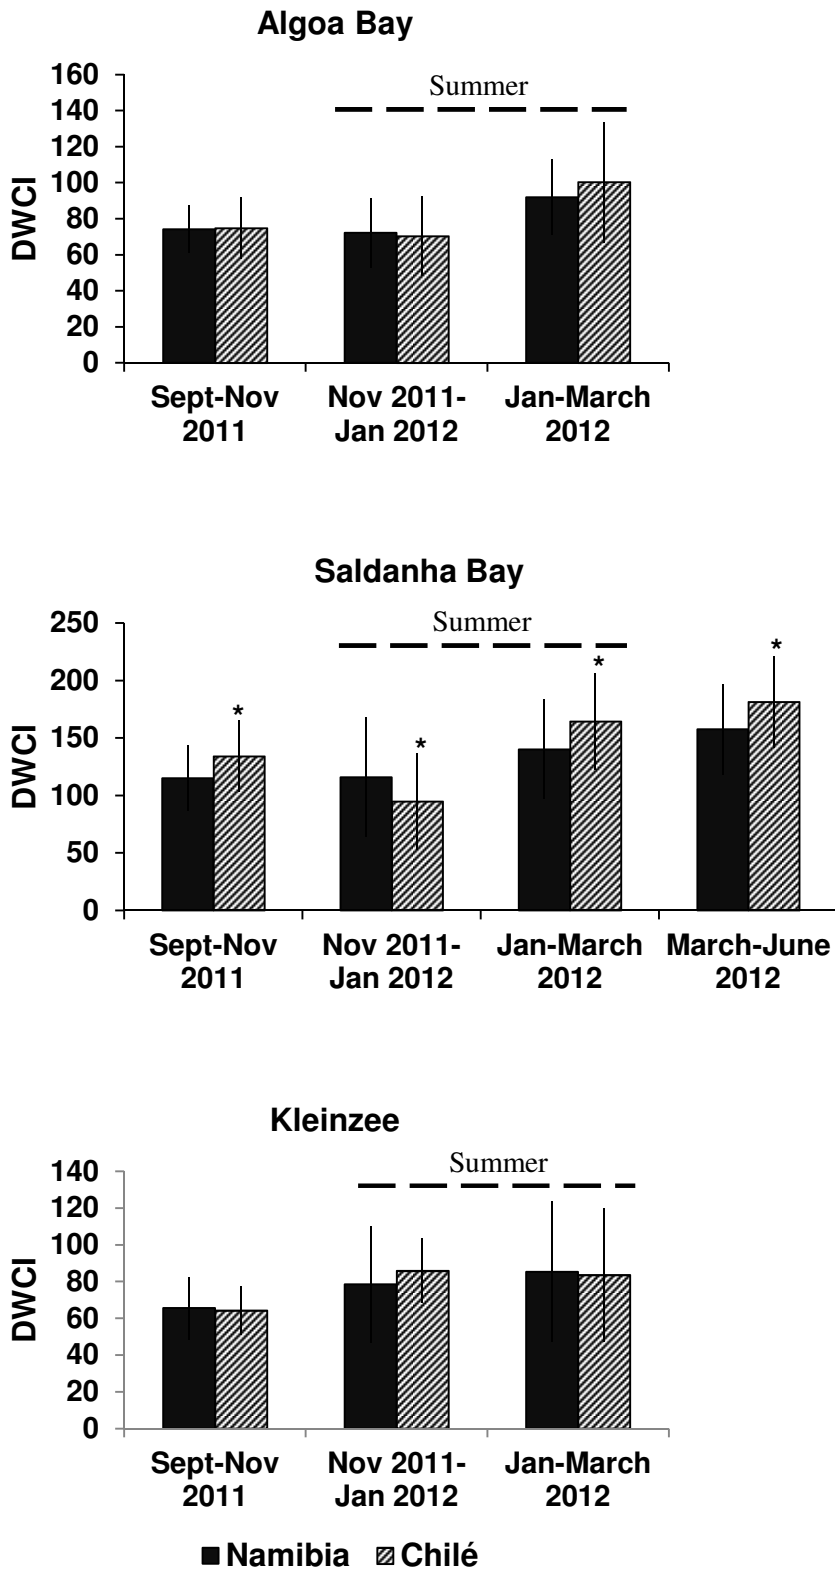 Algoa Bay
160
140
120
100
80
60
40
20
0
DWCI
Summer
Sept-Nov
2011
Nov 2011-
Jan 2012
Jan-March
2012
Saldanha Bay
250
200
150
100
50
0
DWCI
Summer
*
*
*
*
Sept-Nov
2011
Nov 2011-
Jan 2012
Jan-March
2012
March-June
2012
Kleinzee
140
120
100
80
60
40
20
0
DWCI
Summer
Sept-Nov
2011
Nov 2011-
Jan 2012
Jan-March
2012
Namibia
Chilé